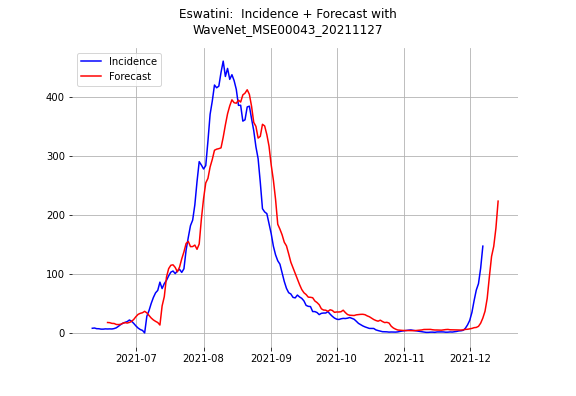 Eswatini:  Incidence + Forecast with
WaveNet_MSE00043_20211127
Incidence
Forecast
400
300
200
100
0
2021-07
2021-08
2021-09
2021-10
2021-11
2021-12